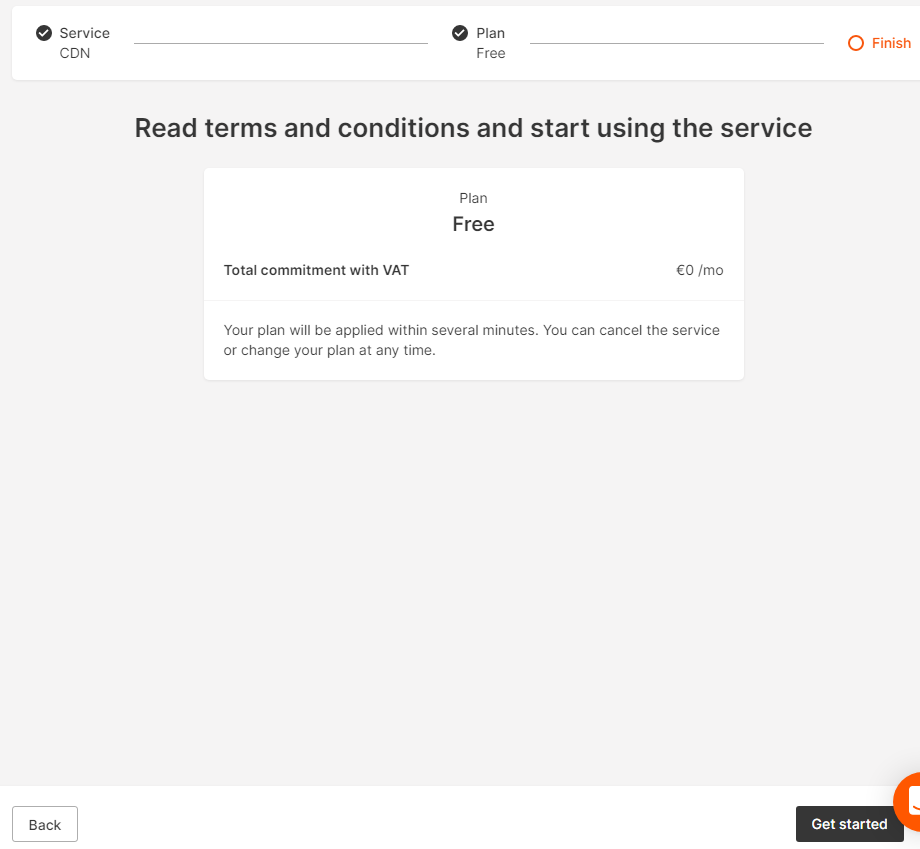 Service
CDN
Plan
Free
Finish
Read terms and conditions and start using the service
Plan
Free
Total commitment with VAT €0 /mo
Your plan will be applied within several minutes. You can cancel the service
or change your plan at any time.
Back
Get started